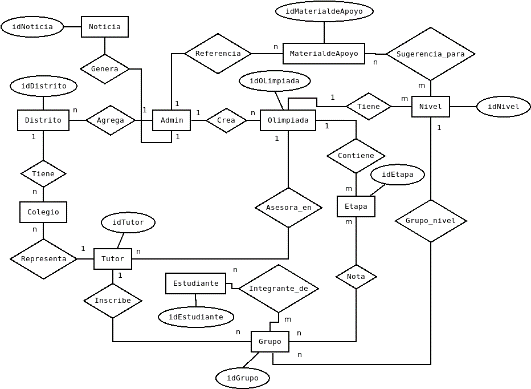 idNoticia
Noticia
idMaterialdeApoyo
Genera
Referencia
n
MaterialdeApoyo
n
Sugerencia_para
idDistrito
idOLimpiada
1
m
Distrito
n
Agrega
1
Admin
1
Crea
n
Olimpiada
1
Tiene
m
Nivel
idNivel
1
1
1
1
1
Tiene
Contiene
n
m
idEtapa
Colegio
Asesora_en
Etapa
idTutor
n
m
Grupo_nivel
Representa
1
Tutor
n
1
Estudiante
n
Integrante_de
Nota
Inscribe
idEstudiante
m
n
Grupo
n
n
idGrupo